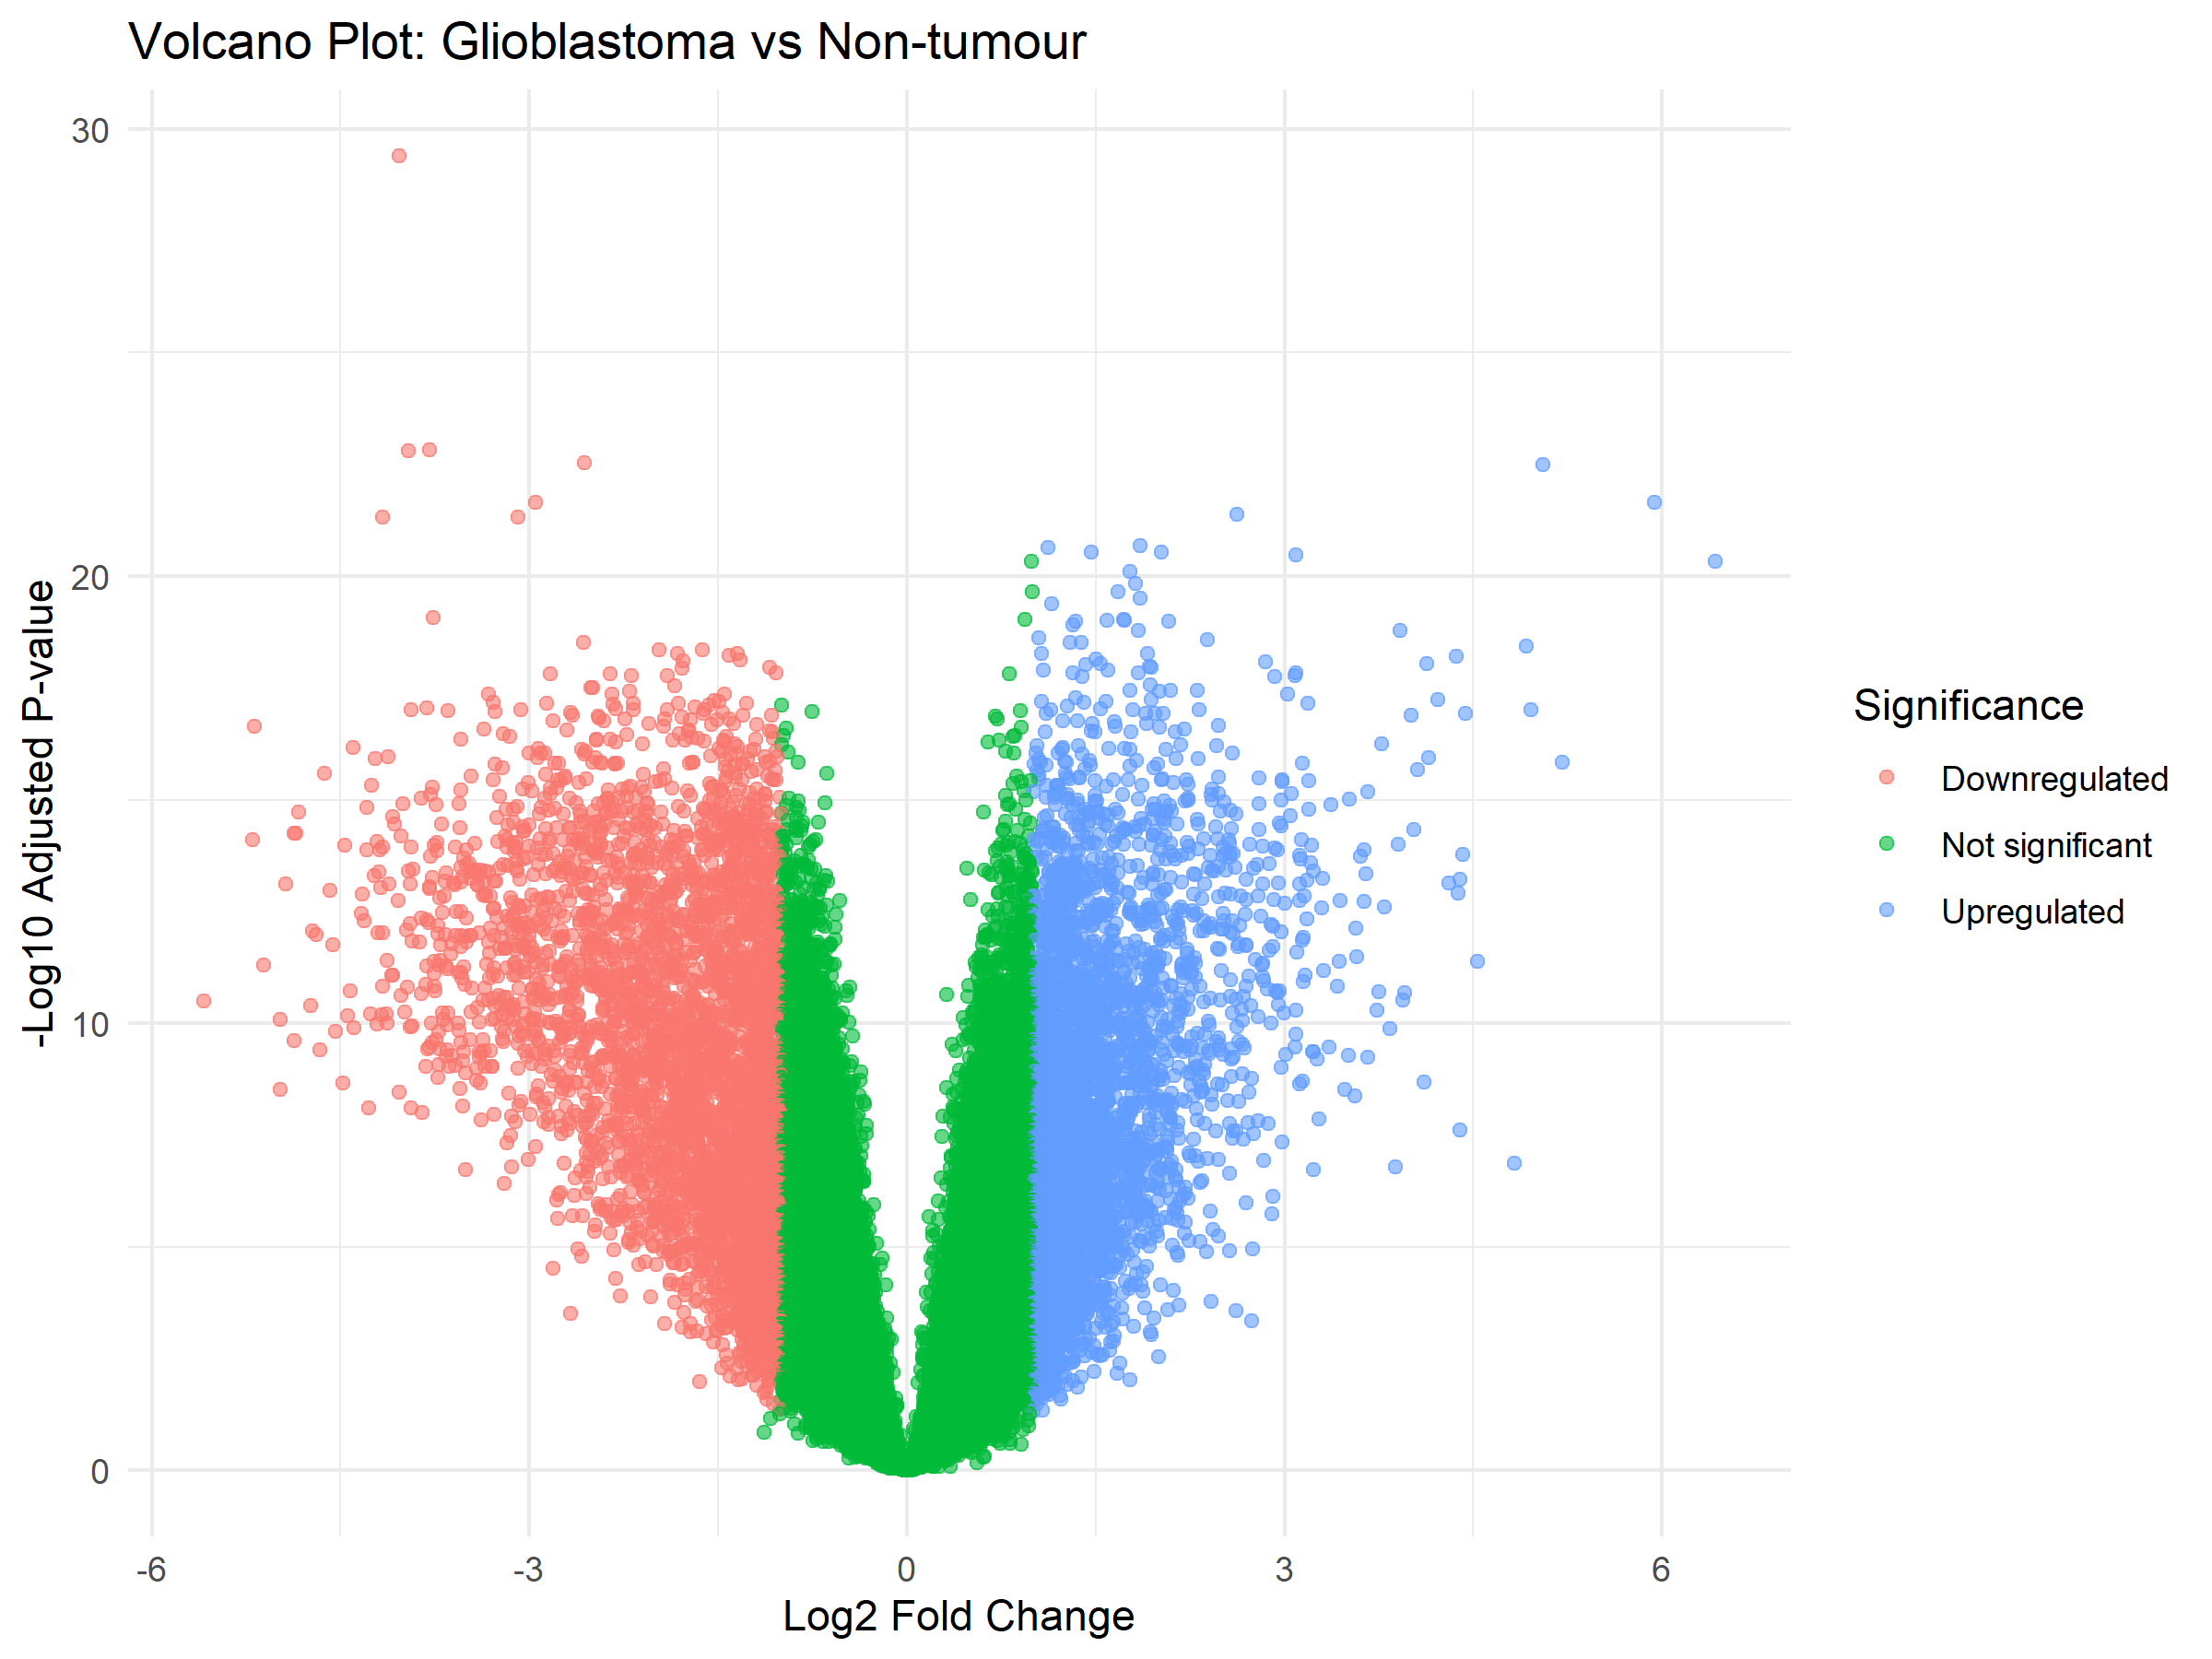 Volcano Plot: Glioblastoma vs Non-tumour
30
20
10
0
-Log10 Adjusted P-value
-6
-3
0
3
6
Log2 Fold Change
Significance
Downregulated
Not significant
Upregulated